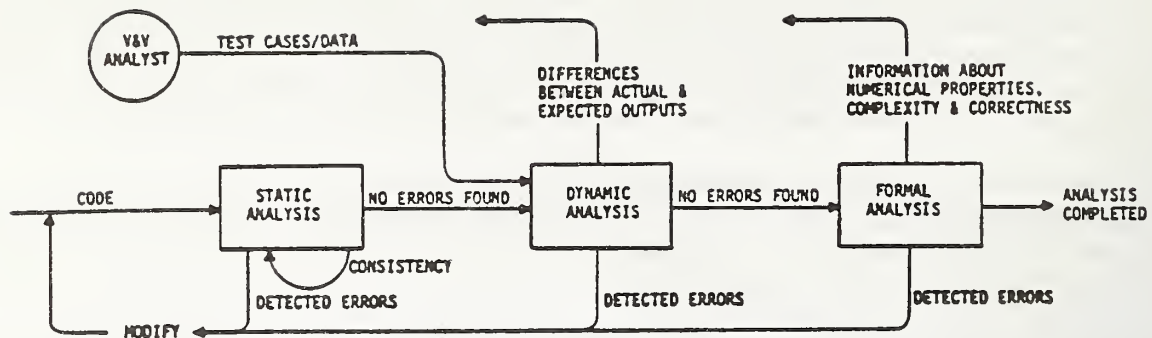 V&V
ANALYST
TEST CASES/DATA
DIFFERENCES
BETWEEN ACTUAL &
EXPECTED OUTPUTS
INFORMATION ABOUT
NUMERICAL PROPERTIES,
COMPLEXITY & CORRECTNESS
CODE
STATIC
ANALYSIS
NO ERRORS FOUND
DYNAMIC
ANALYSIS
NO ERRORS FOUND
FORMAL
ANALYSIS
ANALYSIS
COMPLETED
CONSISTENCY
DETECTED ERRORS
DETECTED ERRORS
DETECTED ERRORS
MODIFY